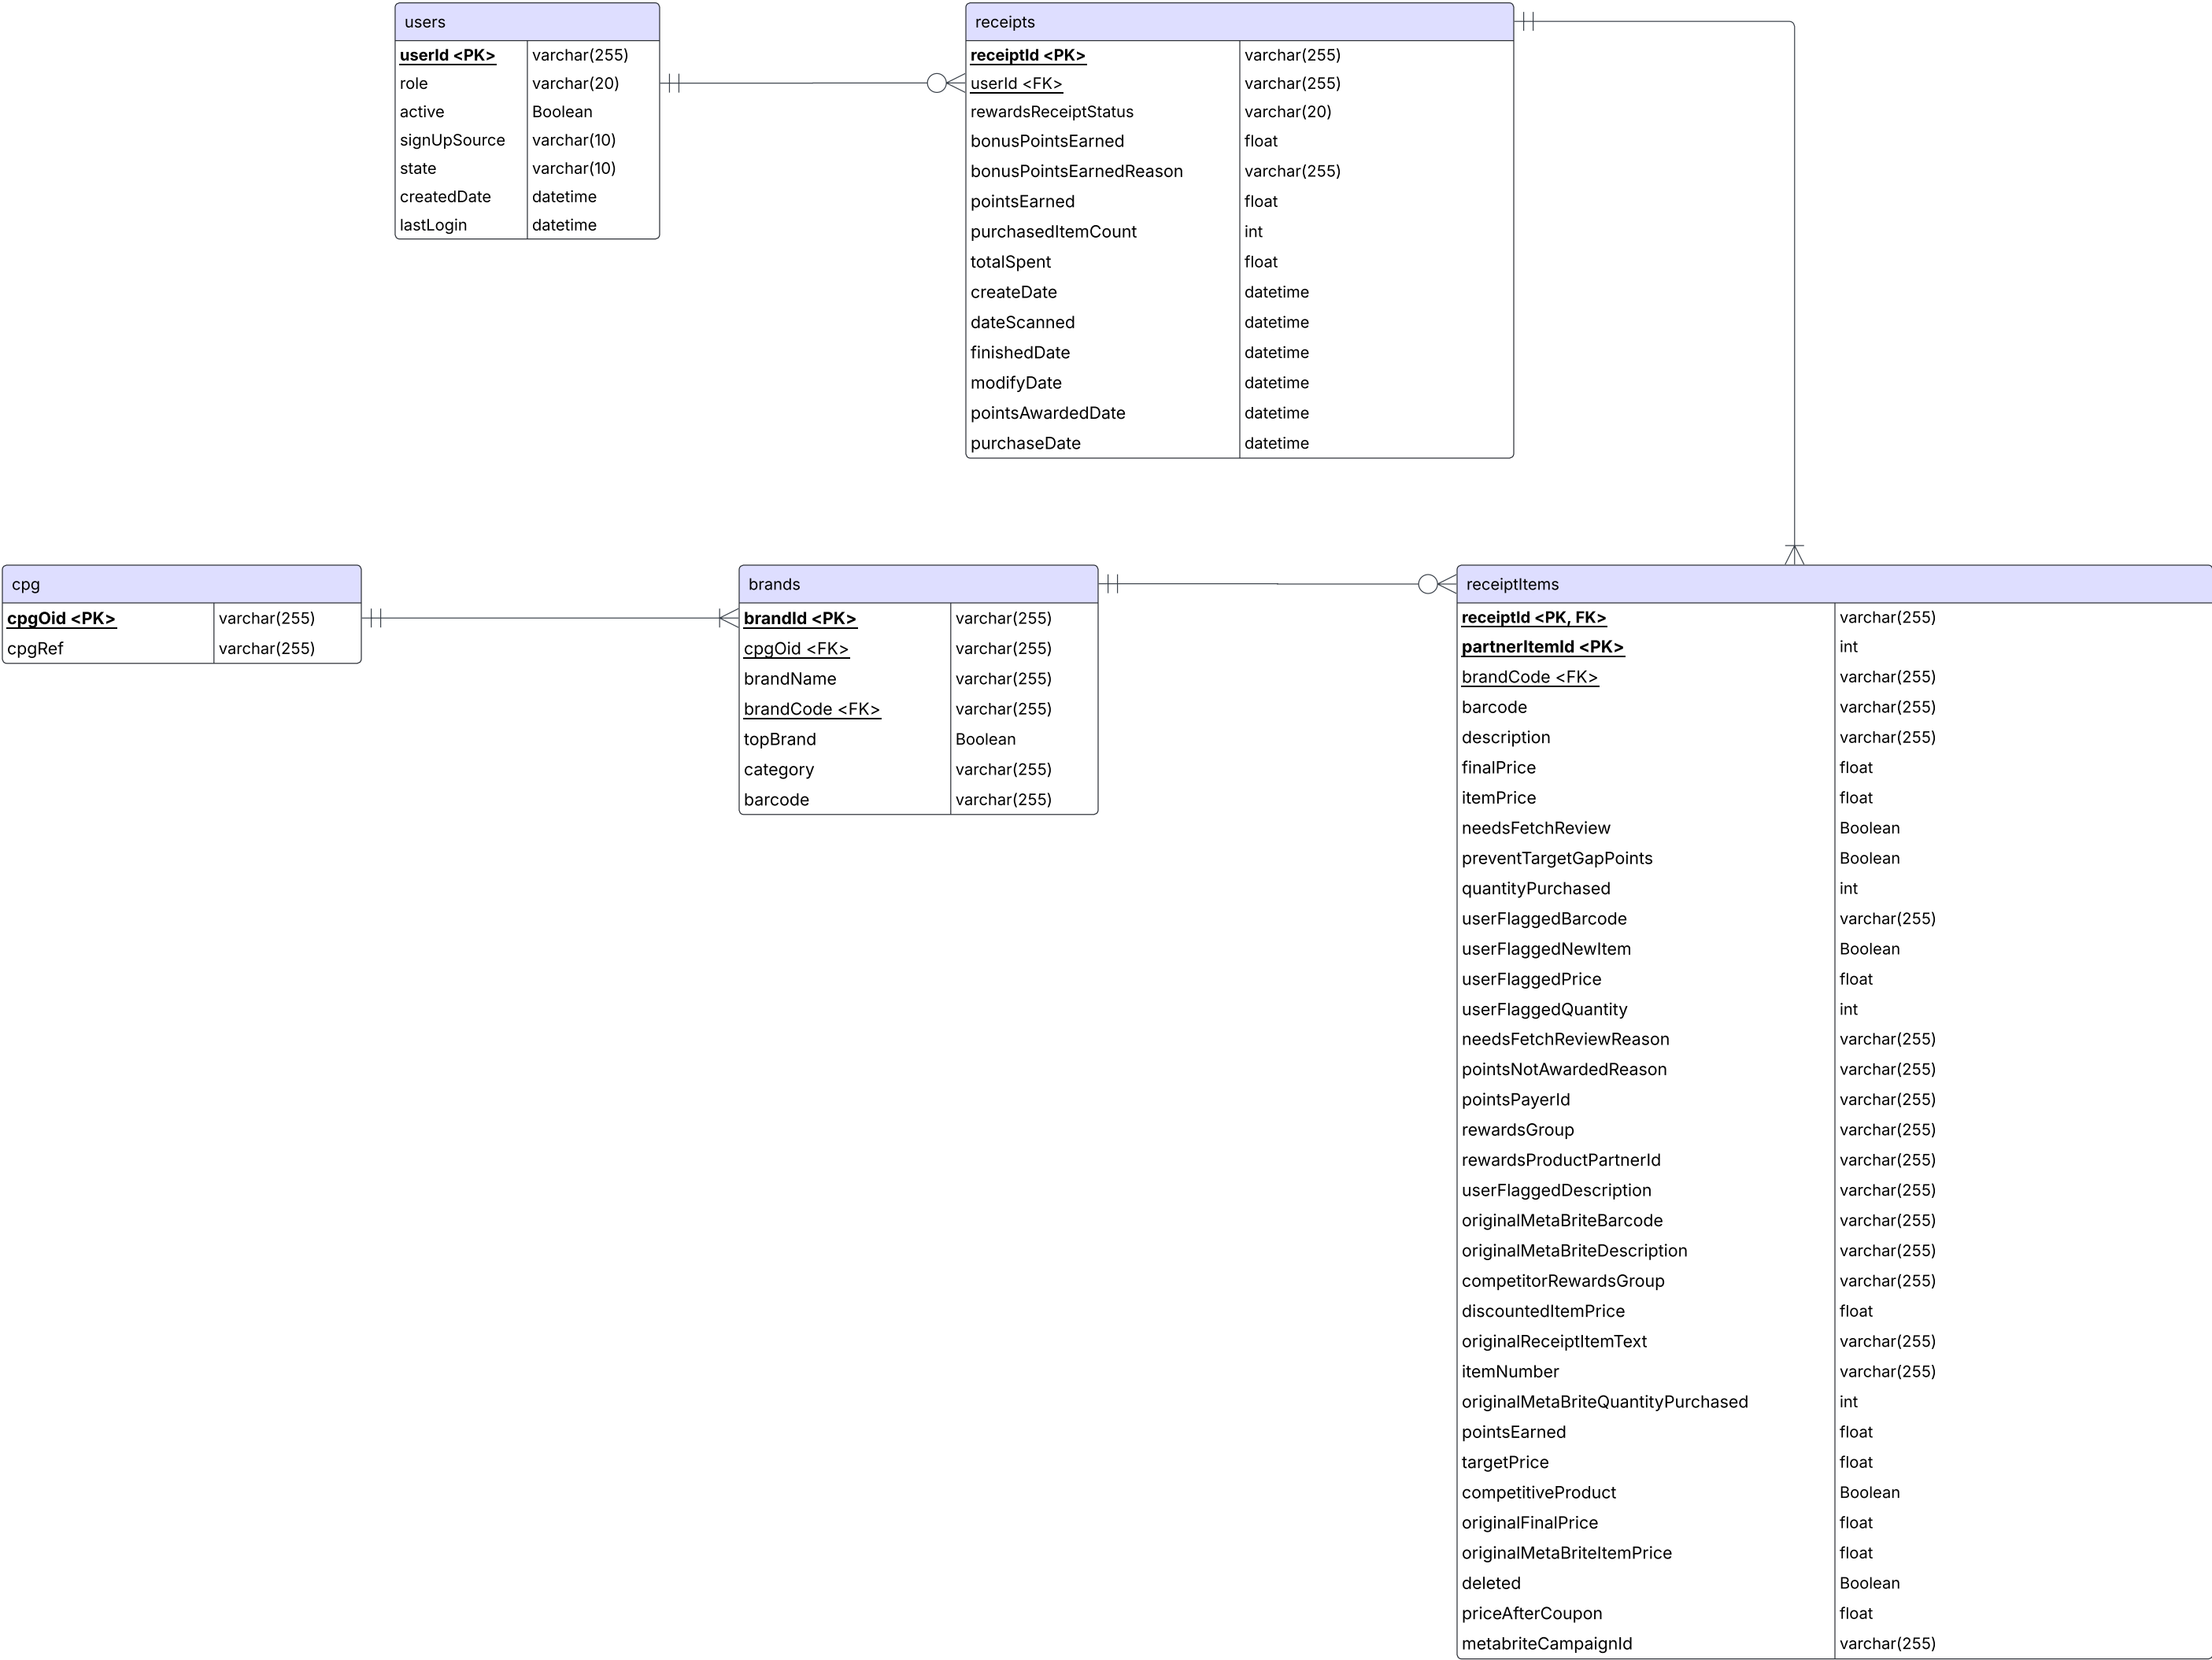 users
userId <PK> varchar(255)
role varchar(20)
active Boolean
signUpSource varchar(10)
state varchar(10)
createdDate datetime
lastLogin datetime
receipts
receiptId <PK> varchar(255)
userId <FK> varchar(255)
rewardsReceiptStatus varchar(20)
bonusPointsEarned float
bonusPointsEarnedReason varchar(255)
pointsEarned float
purchasedItemCount int
totalSpent float
createDate datetime
dateScanned datetime
finishedDate datetime
modifyDate datetime
pointsAwardedDate datetime
purchaseDate datetime
cpg
cpgOid <PK> varchar(255)
cpgRef varchar(255)
brands
brandId <PK> varchar(255)
cpgOid <FK> varchar(255)
brandName varchar(255)
brandCode <FK> varchar(255)
topBrand Boolean
category varchar(255)
barcode varchar(255)
receiptItems
receiptId <PK, FK> varchar(255)
partnerItemId <PK> int
brandCode <FK> varchar(255)
barcode varchar(255)
description varchar(255)
finalPrice float
itemPrice float
needsFetchReview Boolean
preventTargetGapPoints Boolean
quantityPurchased int
userFlaggedBarcode varchar(255)
userFlaggedNewItem Boolean
userFlaggedPrice float
userFlaggedQuantity int
needsFetchReviewReason varchar(255)
pointsNotAwardedReason varchar(255)
pointsPayerId varchar(255)
rewardsGroup varchar(255)
rewardsProductPartnerId varchar(255)
userFlaggedDescription varchar(255)
originalMetaBriteBarcode varchar(255)
originalMetaBriteDescription varchar(255)
competitorRewardsGroup varchar(255)
discountedItemPrice float
originalReceiptItemText varchar(255)
itemNumber varchar(255)
originalMetaBriteQuantityPurchased int
pointsEarned float
targetPrice float
competitiveProduct Boolean
originalFinalPrice float
originalMetaBriteItemPrice float
deleted Boolean
priceAfterCoupon float
metabriteCampaignId varchar(255)